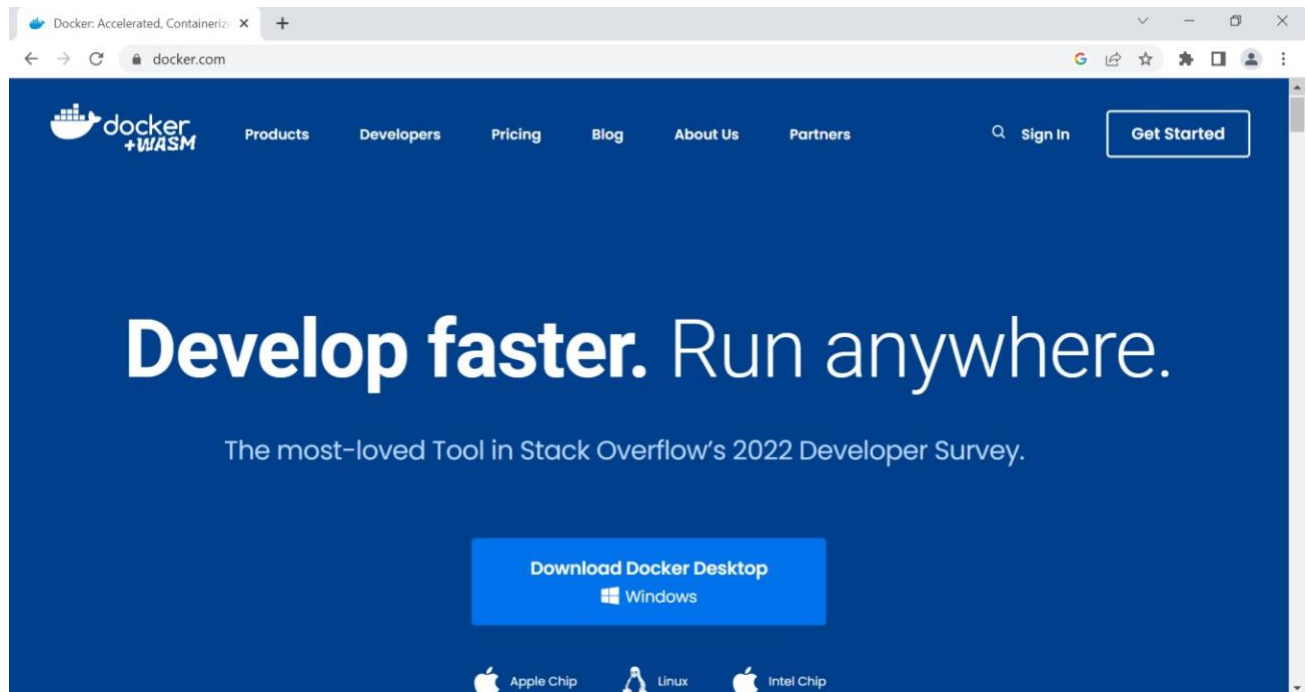 Docker: Accelerated, Containeriz
docker.com
docker
+WASM
Products Developers Pricing Blog About Us Partners Sign In Get Started
Develop faster. Run anywhere.
The most-loved Tool in Stack Overflow's 2022 Developer Survey.
Download Docker Desktop
Windows
Apple Chip Linux Intel Chip